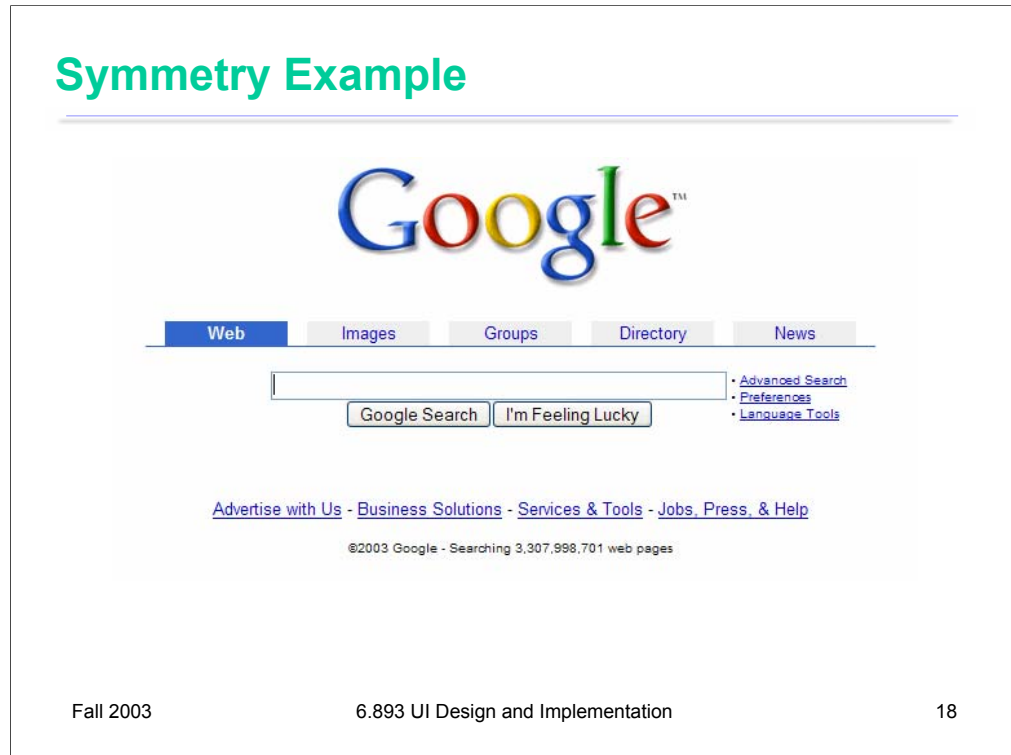 Symmetry Example
Google™
Web Images Groups Directory News
• Advanced Search
• Preferences
• Language Tools
Google Search I'm Feeling Lucky
Advertise with Us - Business Solutions - Services & Tools - Jobs, Press, & Help
©2003 Google - Searching 3,307,998,701 web pages
Fall 2003 6.893 UI Design and Implementation 18